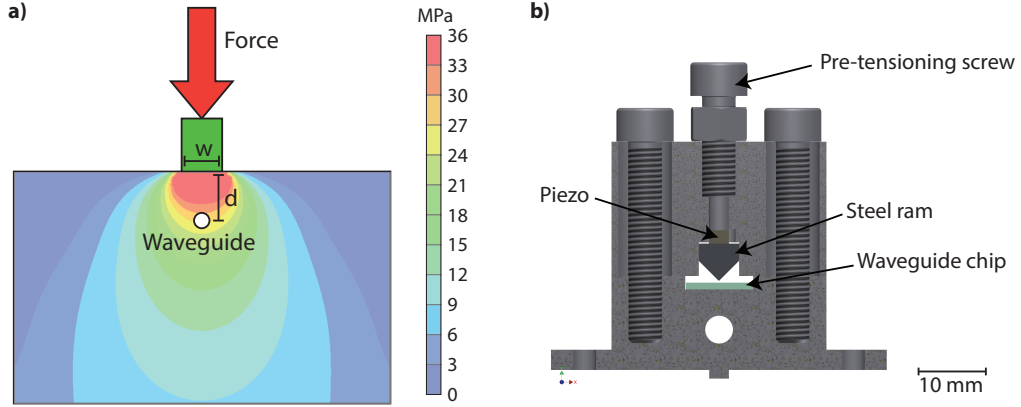 a)
Force
w
d
Waveguide
MPa
36
33
30
27
24
21
18
15
12
9
6
3
0
b)
Pre-tensioning screw
Piezo
Steel ram
Waveguide chip
x
10 mm